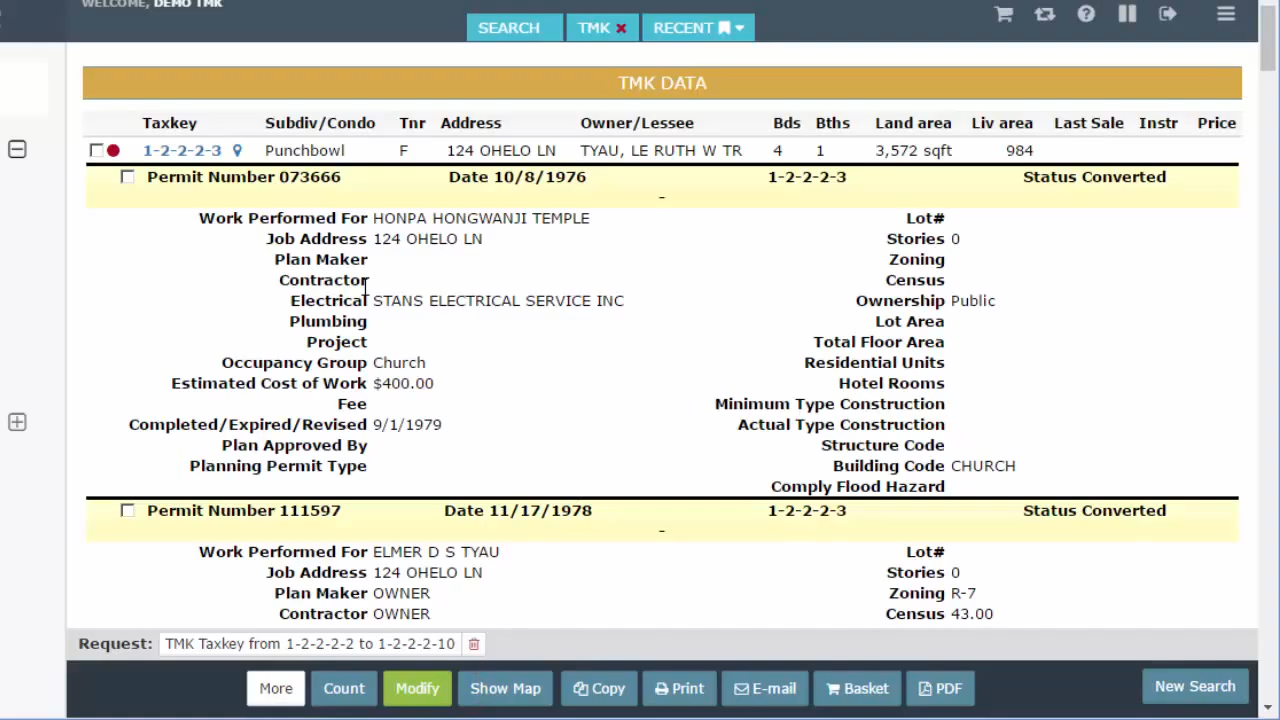 WELCOME, DEMO TMK
SEARCH TMK RECENT
TMK DATA
Taxkey Subdiv/Condo Tnr Address Owner/Lessee Bds Bths Land area Liv area Last Sale Instr Price
1-2-2-2-3 Punchbowl F 124 OHELO LN TYAU, LE RUTH W TR 4 1 3,572 sqft 984
Permit Number 073666 Date 10/8/1976 1-2-2-2-3 Status Converted
-
Work Performed For HONPA HONGWANJI TEMPLE Lot#
Job Address 124 OHELO LN Stories 0
Plan Maker Zoning
Contractor Census
Electrical STANS ELECTRICAL SERVICE INC Ownership Public
Plumbing Lot Area
Project Total Floor Area
Occupancy Group Church Residential Units
Estimated Cost of Work $400.00 Hotel Rooms
Fee Minimum Type Construction
Completed/Expired/Revised 9/1/1979 Actual Type Construction
Plan Approved By Structure Code
Planning Permit Type Building Code CHURCH
Comply Flood Hazard
Permit Number 111597 Date 11/17/1978 1-2-2-2-3 Status Converted
-
Work Performed For ELMER D S TYAU Lot#
Job Address 124 OHELO LN Stories 0
Plan Maker OWNER Zoning R-7
Contractor OWNER Census 43.00
Request: TMK Taxkey from 1-2-2-2-2 to 1-2-2-2-10
More Count Modify Show Map Copy Print E-mail Basket PDF New Search